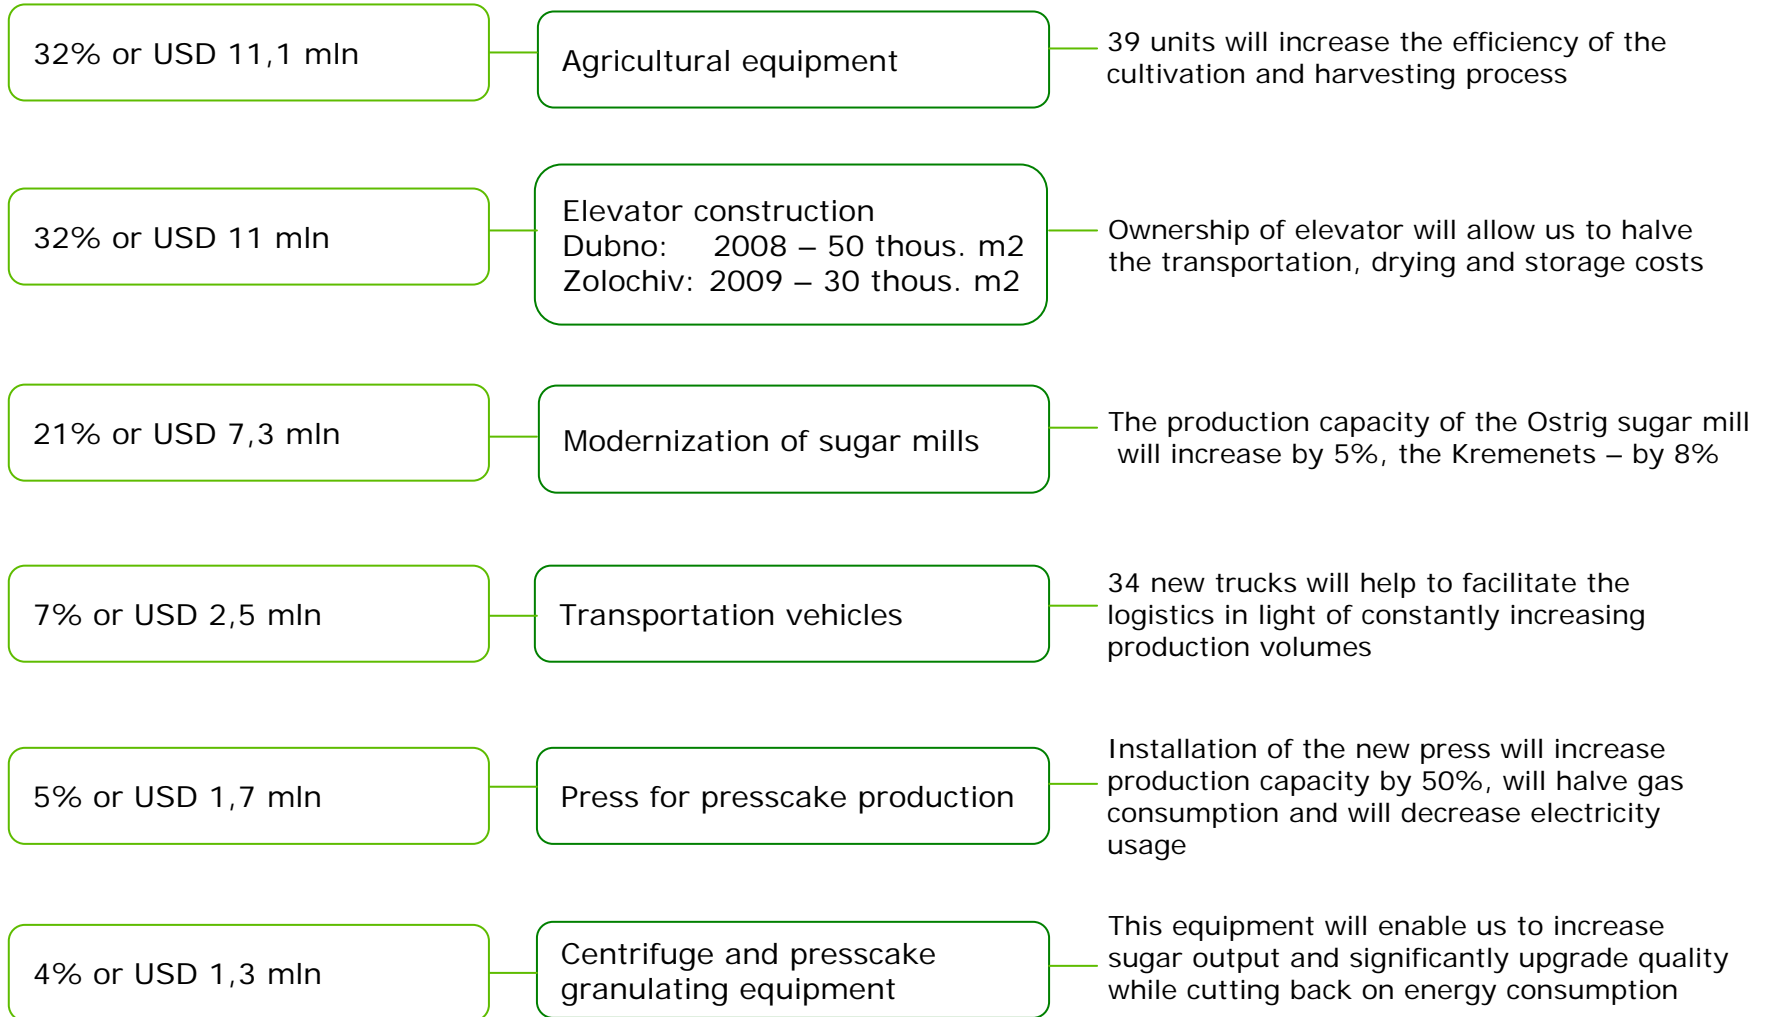 32% or USD 11,1 mln
Agricultural equipment
39 units will increase the efficiency of the
cultivation and harvesting process
32% or USD 11 mln
Elevator construction
Dubno: 2008 – 50 thous. m2
Zolochiv: 2009 – 30 thous. m2
Ownership of elevator will allow us to halve
the transportation, drying and storage costs
21% or USD 7,3 mln
Modernization of sugar mills
The production capacity of the Ostrig sugar mill
will increase by 5%, the Kremenets – by 8%
7% or USD 2,5 mln
Transportation vehicles
34 new trucks will help to facilitate the
logistics in light of constantly increasing
production volumes
5% or USD 1,7 mln
Press for presscake production
Installation of the new press will increase
production capacity by 50%, will halve gas
consumption and will decrease electricity
usage
4% or USD 1,3 mln
Centrifuge and presscake
granulating equipment
This equipment will enable us to increase
sugar output and significantly upgrade quality
while cutting back on energy consumption